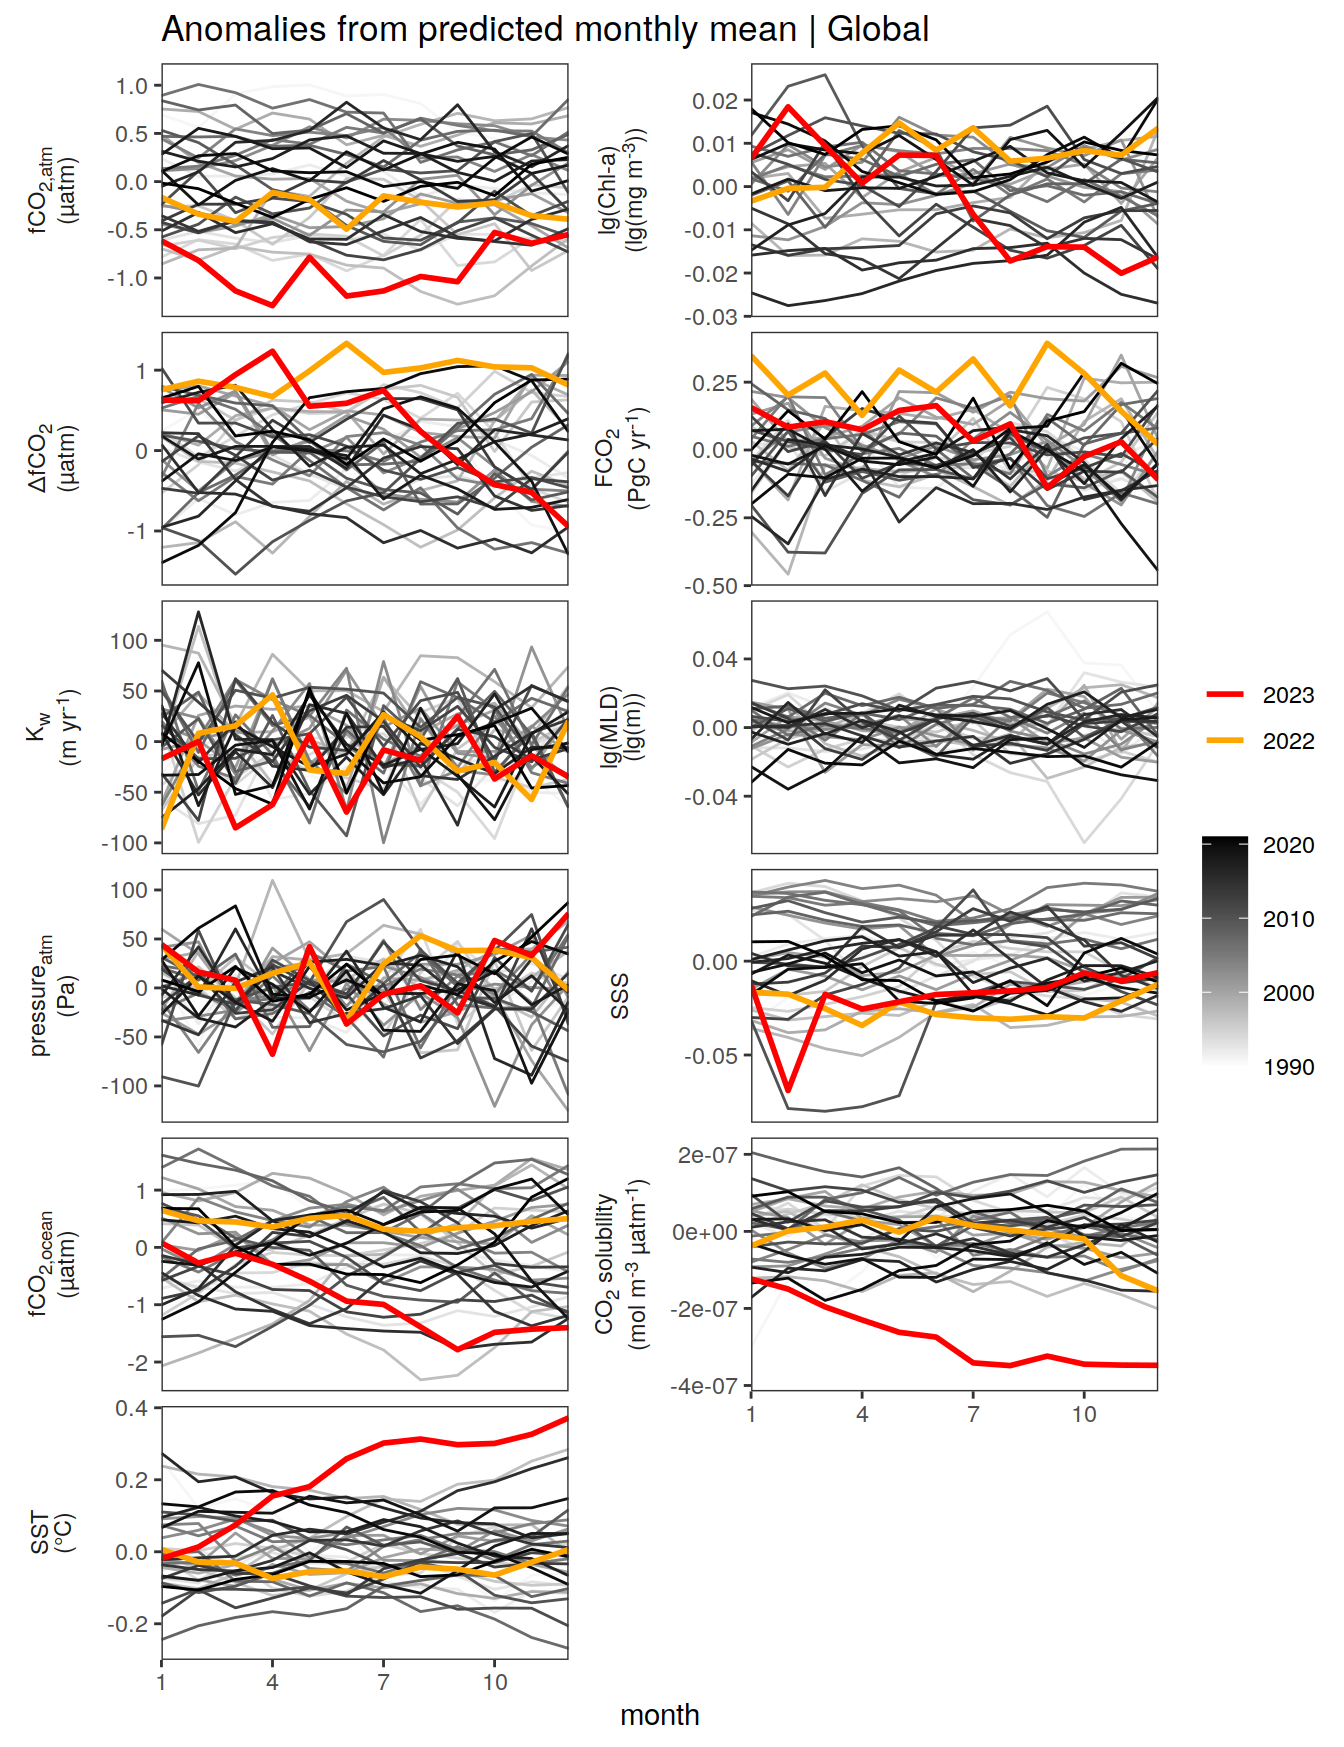 Anomalies from predicted monthly mean | Global
fCO2,atm
(µatm)
1.0
0.5
0.0
-0.5
-1.0
lg(Chl-a)
(lg(mg m-3))
0.02
0.01
0.00
-0.01
-0.02
-0.03
ΔfCO2
(µatm)
1
0
-1
FCO2
(PgC yr-1)
0.25
0.00
-0.25
-0.50
Kw
(m yr-1)
100
50
0
-50
-100
lg(MLD)
(lg(m))
0.04
0.00
-0.04
2023
2022
2020
2010
2000
1990
pressureatm
(Pa)
100
50
0
-50
-100
SSS
0.00
-0.05
fCO2,ocean
(µatm)
1
0
-1
-2
CO2 solubility
(mol m-3 µatm-1)
2e-07
0e+00
-2e-07
-4e-07
1 4 7 10
SST
(°C)
0.4
0.2
0.0
-0.2
1 4 7 10
month